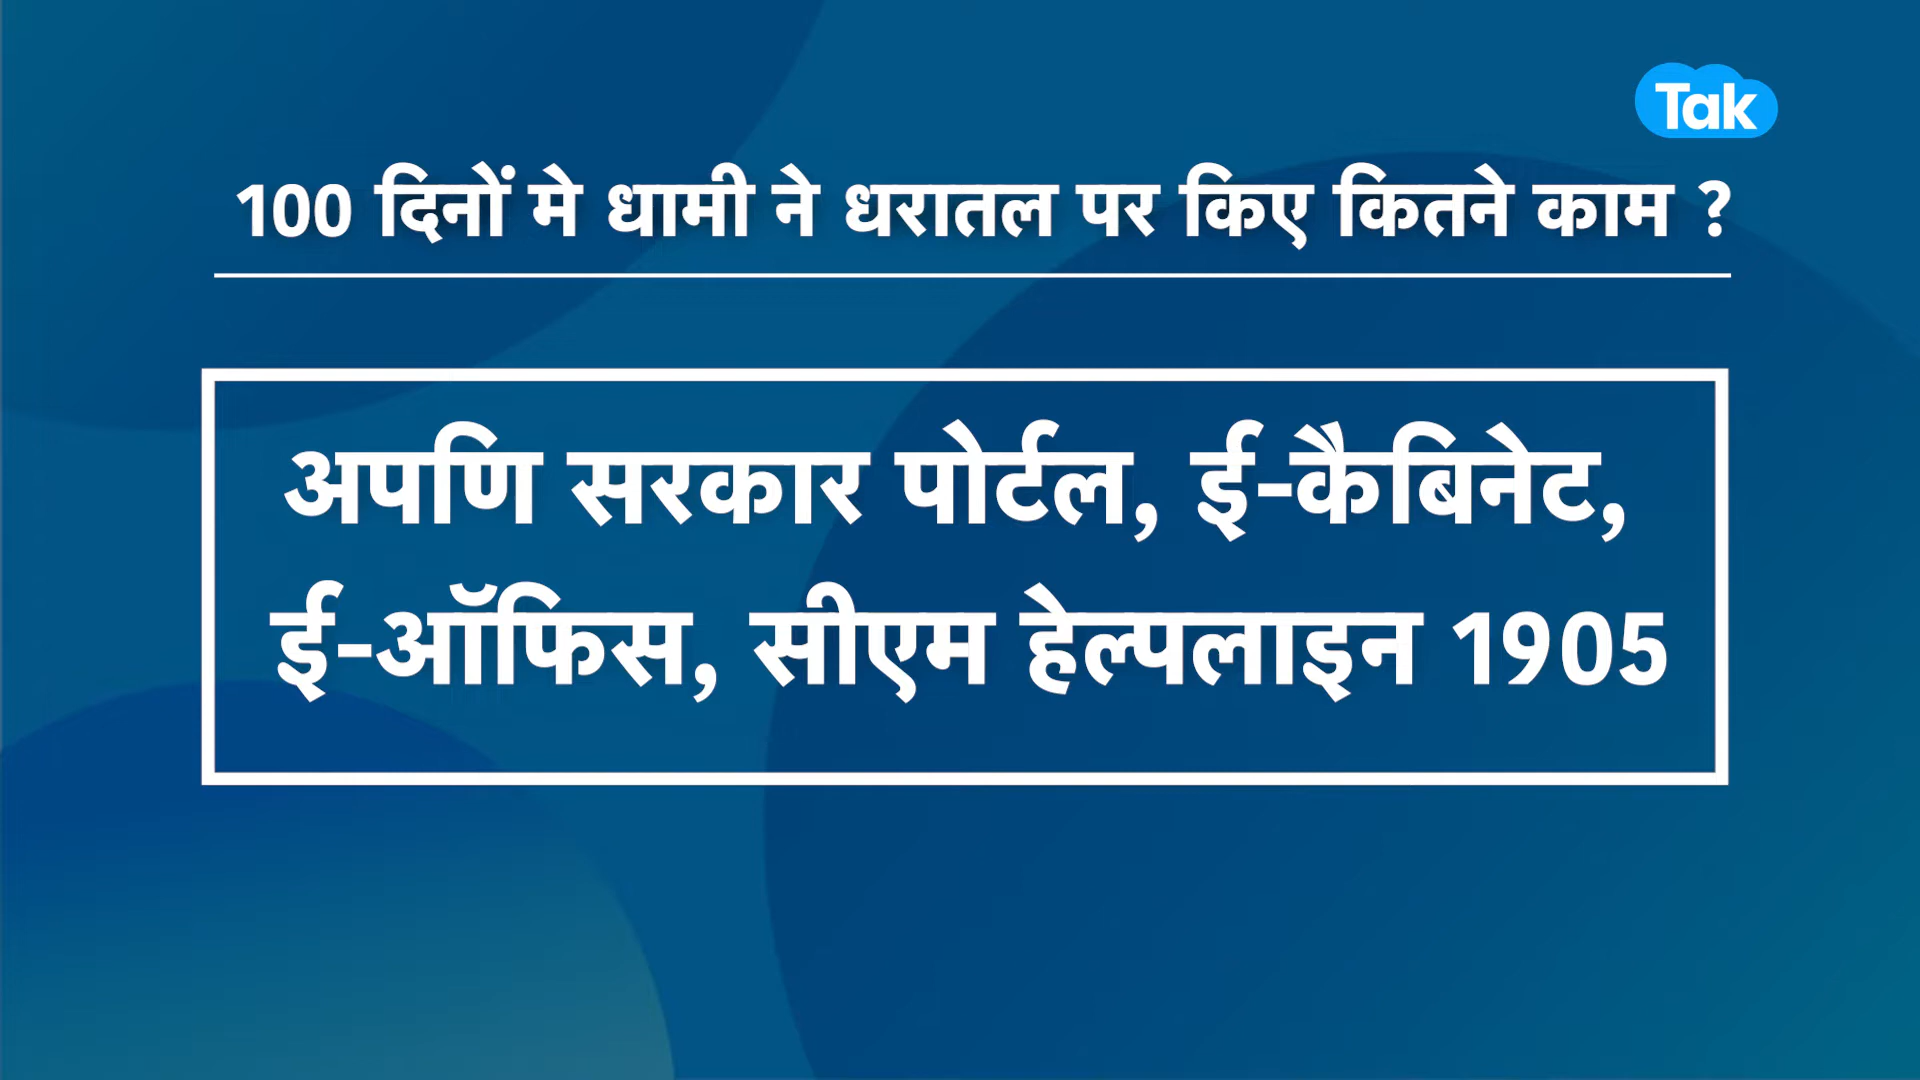 Tak
100 दिनों मे धामी ने धरातल पर किए कितने काम ?
अपणि सरकार पोर्टल, ई-कैबिनेट,
ई-ऑफिस, सीएम हेल्पलाइन 1905